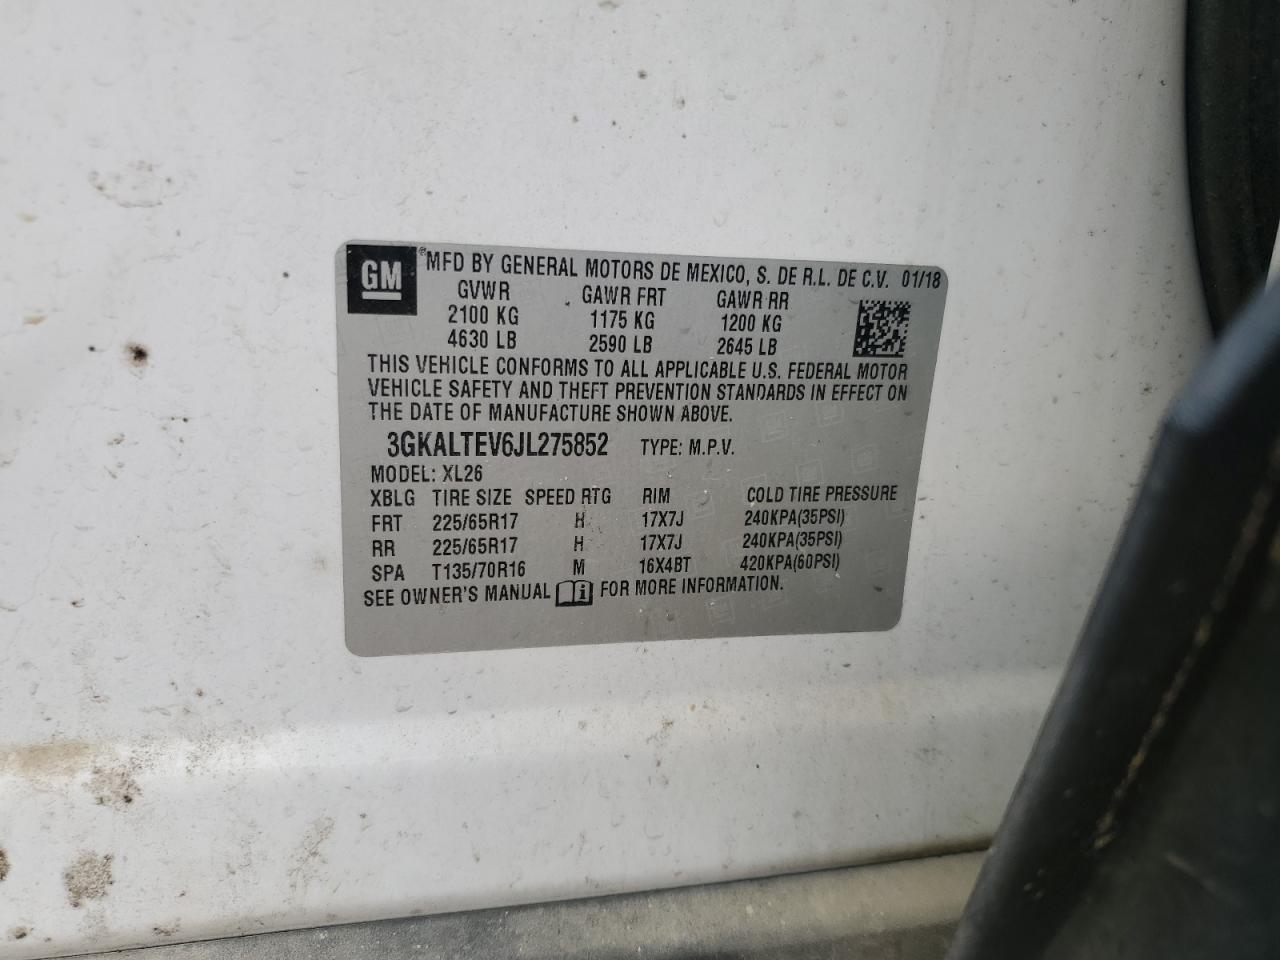 GM ® MFD BY GENERAL MOTORS DE MEXICO, S. DE R.L. DE C.V. 01/18
GVWR GAWR FRT GAWR RR
2100 KG 1175 KG 1200 KG
4630 LB 2590 LB 2645 LB
THIS VEHICLE CONFORMS TO ALL APPLICABLE U.S. FEDERAL MOTOR
VEHICLE SAFETY AND THEFT PREVENTION STANDARDS IN EFFECT ON
THE DATE OF MANUFACTURE SHOWN ABOVE.
3GKALTEV6JL275852 TYPE: M.P.V.
MODEL: XL26
XBLG TIRE SIZE SPEED RTG RIM COLD TIRE PRESSURE
FRT 225/65R17 H 17X7J 240KPA(35PSI)
RR 225/65R17 H 17X7J 240KPA(35PSI)
SPA T135/70R16 M 16X4BT 420KPA(60PSI)
SEE OWNER'S MANUAL FOR MORE INFORMATION.